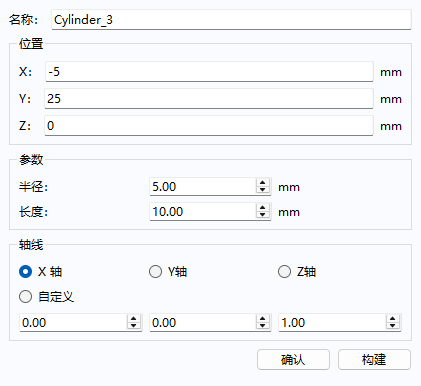 名称： Cylinder_3
位置
X： -5 mm
Y： 25 mm
Z： 0 mm
参数
半径： 5.00 mm
长度： 10.00 mm
轴线
X 轴 Y轴 Z轴
自定义
0.00 0.00 1.00
确认 构建